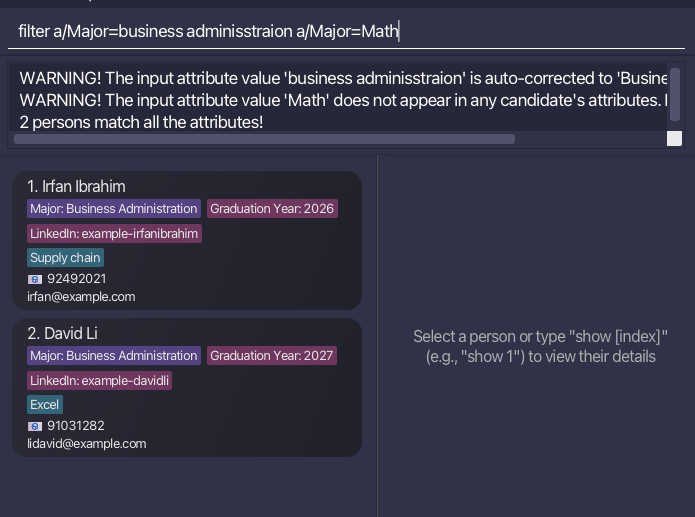 filter a/Major=business adminisstraion a/Major=Math
WARNING! The input attribute value 'business adminisstraion' is auto-corrected to 'Busine
WARNING! The input attribute value 'Math' does not appear in any candidate's attributes.
2 persons match all the attributes!
1. Irfan Ibrahim
Major: Business Administration Graduation Year: 2026
LinkedIn: example-irfanibrahim
Supply chain
92492021
irfan@example.com
2. David Li
Major: Business Administration Graduation Year: 2027
LinkedIn: example-davidli
Excel
91031282
lidavid@example.com
Select a person or type "show [index]"
(e.g., "show 1") to view their details